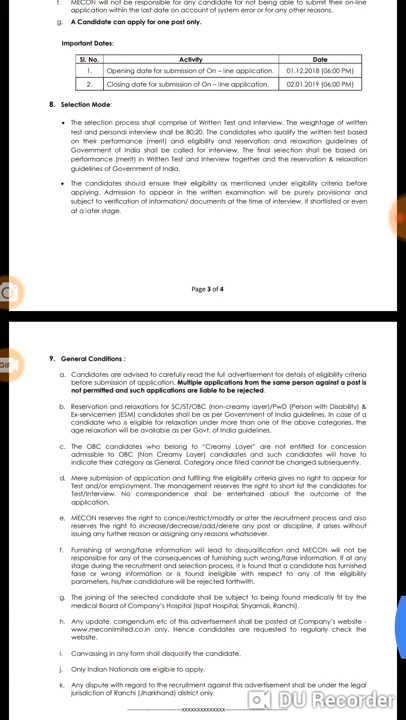 f. MECON will not be responsible for any candidate for not being able to submit their on-line
application within the last date on account of system error or for any other reasons.
g. A Candidate can apply for one post only.
Important Dates:
Sl. No. Activity Date
1. Opening date for submission of On – line application. 01.12.2018 (06:00 PM)
2. Closing date for submission of On – line application. 02.01.2019 (06:00 PM)
8. Selection Mode:
• The selection process shall comprise of Written Test and Interview. The weightage of written
test and personal interview shall be 80:20. The candidates who qualify the written test based
on their performance (merit) and eligibility and reservation and relaxation guidelines of
Government of India shall be called for interview. The final selection shall be based on
performance (merit) in Written Test and Interview together and the reservation & relaxation
guidelines of Government of India.
• The candidates should ensure their eligibility as mentioned under eligibility criteria before
applying. Admission to appear in the written examination will be purely provisional and
subject to verification of information/ documents at the time of interview, if shortlisted or even
at a later stage.
Page 3 of 4
GIF
9. General Conditions :
a. Candidates are advised to carefully read the full advertisement for details of eligibility criteria
before submission of application. Multiple applications from the same person against a post is
not permitted and such applications are liable to be rejected.
b. Reservation and relaxations for SC/ST/OBC (non-creamy layer)/PwD (Person with Disability) &
Ex-servicemen (ESM) candidates shall be as per Government of India guidelines. In case of a
candidate who is eligible for relaxation under more than one of the above categories, the
age relaxation will be available as per Govt. of India guidelines.
c. The OBC candidates who belong to "Creamy Layer" are not entitled for concession
admissible to OBC (Non Creamy Layer) candidates and such candidates will have to
indicate their category as General. Category once filled cannot be changed subsequently.
d. Mere submission of application and fulfilling the eligibility criteria gives no right to appear for
Test and/or employment. The management reserves the right to short list the candidates for
Test/Interview. No correspondence shall be entertained about the outcome of the
application.
e. MECON reserves the right to cancel/restrict/modify or alter the recruitment process and also
reserves the right to increase/decrease/add/delete any post or discipline, if arises without
issuing any further reason or assigning any reasons whatsoever.
f. Furnishing of wrong/false information will lead to disqualification and MECON will not be
responsible for any of the consequences of furnishing such wrong/false information. If at any
stage during the recruitment and selection process, it is found that a candidate has furnished
false or wrong information or is found ineligible with respect to any of the eligibility
parameters, his/her candidature will be rejected forthwith.
g. The joining of the selected candidate shall be subject to being found medically fit by the
medical Board of Company's Hospital (Ispat Hospital, Shyamali, Ranchi).
h. Any update, corrigendum etc of this advertisement shall be posted at Company's website -
www.meconlimited.co.in only. Hence candidates are requested to regularly check the
website.
i. Canvassing in any form shall disqualify the candidate.
j. Only Indian Nationals are eligible to apply.
k. Any dispute with regard to the recruitment against this advertisement shall be under the legal
jurisdiction of Ranchi (Jharkhand) district only.
DU Recorder
----------------------xxxxxxxxxxxxx----------------------